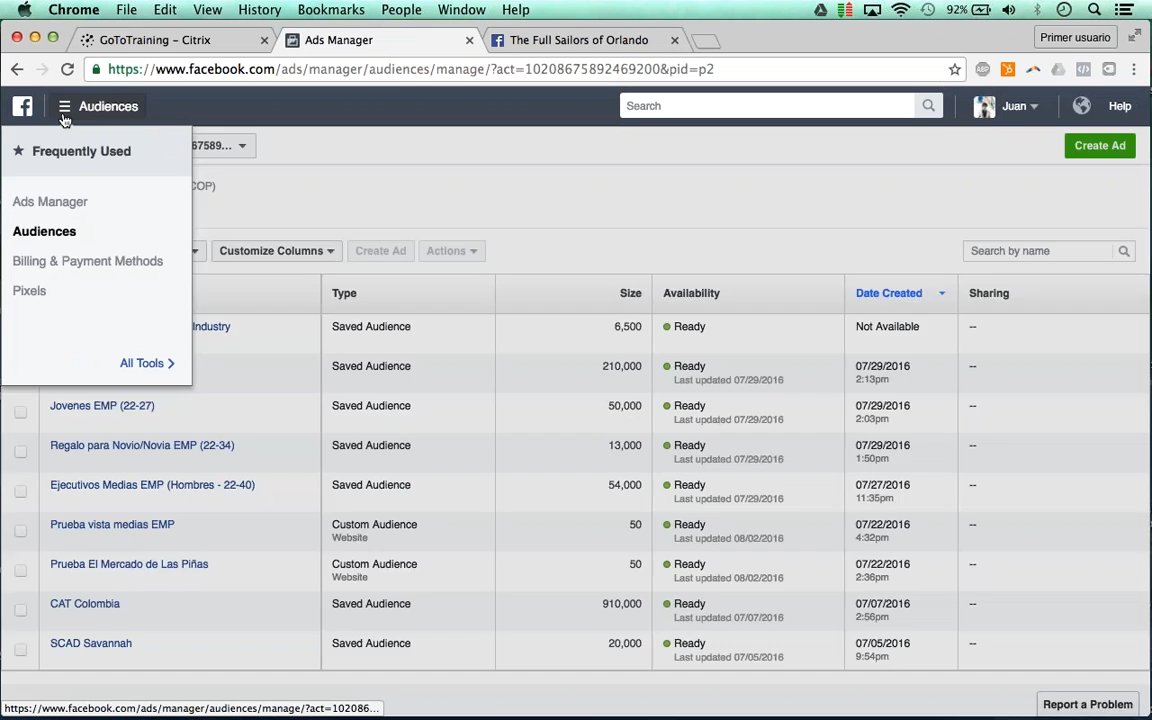 Chrome File Edit View History Bookmarks People Window Help 92%
GoToTraining - Citrix Ads Manager The Full Sailors of Orlando Primer usuario
https://www.facebook.com/ads/manager/audiences/manage/?act=10208675892469200&pid=p2 ABP
Audiences Search Juan Help
Frequently Used 67589... Create Ad
COP)
Ads Manager
Audiences
Customize Columns Create Ad Actions Search by name
Billing & Payment Methods
Pixels
Type Size Availability Date Created Sharing
Industry Saved Audience 6,500 Ready Not Available --
All Tools
Saved Audience 210,000 Ready 07/29/2016 --
Last updated 07/29/2016 2:13pm
Jovenes EMP (22-27) Saved Audience 50,000 Ready 07/29/2016 --
Last updated 07/29/2016 2:03pm
Regalo para Novio/Novia EMP (22-34) Saved Audience 13,000 Ready 07/29/2016 --
Last updated 07/29/2016 1:50pm
Ejecutivos Medias EMP (Hombres - 22-40) Saved Audience 54,000 Ready 07/27/2016 --
Last updated 07/29/2016 11:35pm
Prueba vista medias EMP Custom Audience 50 Ready 07/22/2016 --
Website Last updated 08/02/2016 4:32pm
Prueba El Mercado de Las Piñas Custom Audience 50 Ready 07/22/2016 --
Website Last updated 08/02/2016 2:36pm
CAT Colombia Saved Audience 910,000 Ready 07/07/2016 --
Last updated 07/07/2016 2:56pm
SCAD Savannah Saved Audience 20,000 Ready 07/05/2016 --
Last updated 07/05/2016 9:54pm
https://www.facebook.com/ads/manager/audiences/manage/?act=102086... Report a Problem